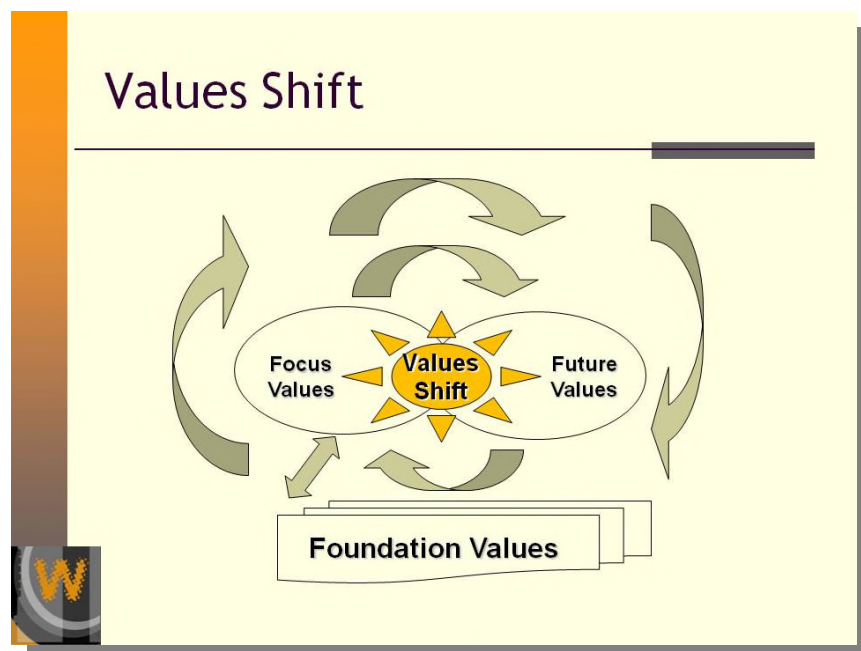 Values Shift
Focus
Values
Values
Shift
Future
Values
Foundation Values
W